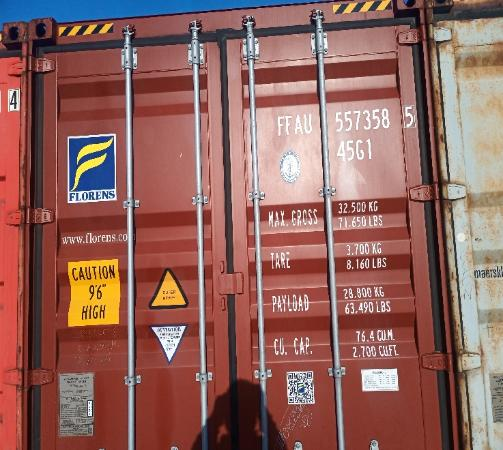 4
FLORENS
www.florens.co
CAUTION
9'6"
HIGH
FFAU 557358 5
45G1
MAX. GROSS 32.500 KG
71.650 LBS
TARE 3.700 KG
8.160 LBS
PAYLOAD 28.800 KG
63.490 LBS
CU. CAP. 76.4 CU.M.
2.700 CU.FT.
maersk